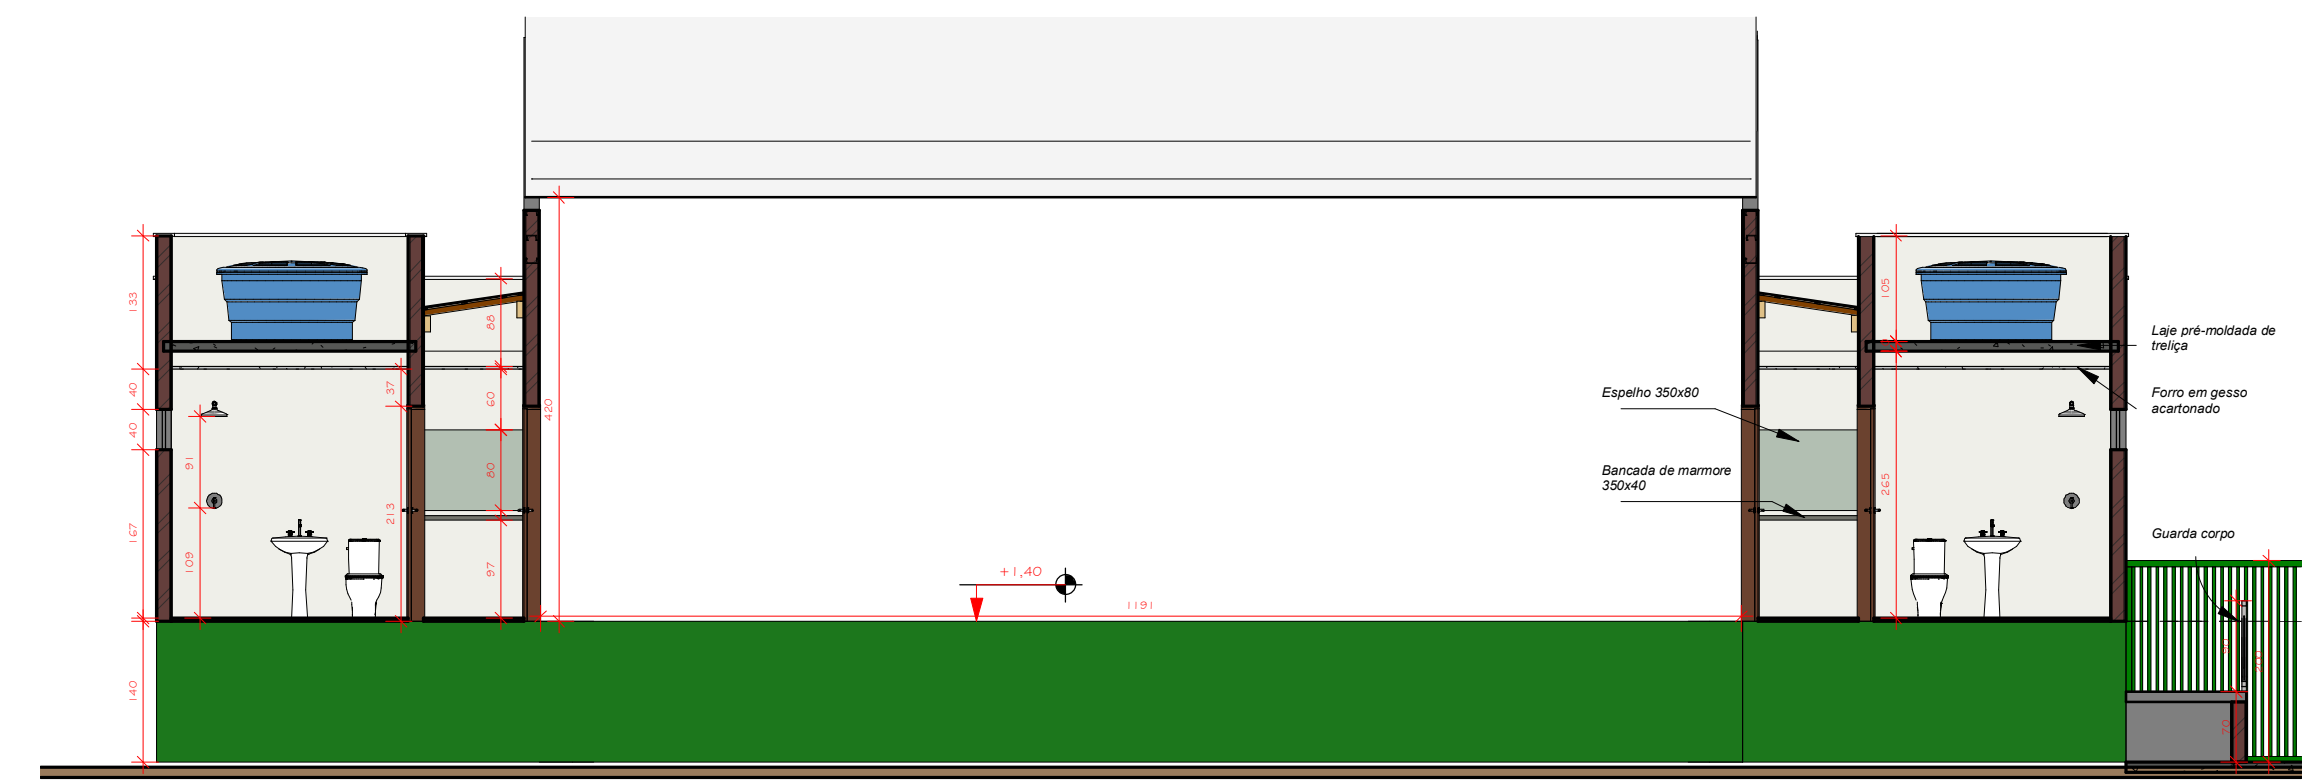 133
40
40
167
140
91
109
37
213
88
60
80
97
420
+1,40
1191
Espelho 350x80
Bancada de marmore
350x40
105
265
Laje pré-moldada de
treliça
Forro em gesso
acartonado
Guarda corpo
200
70